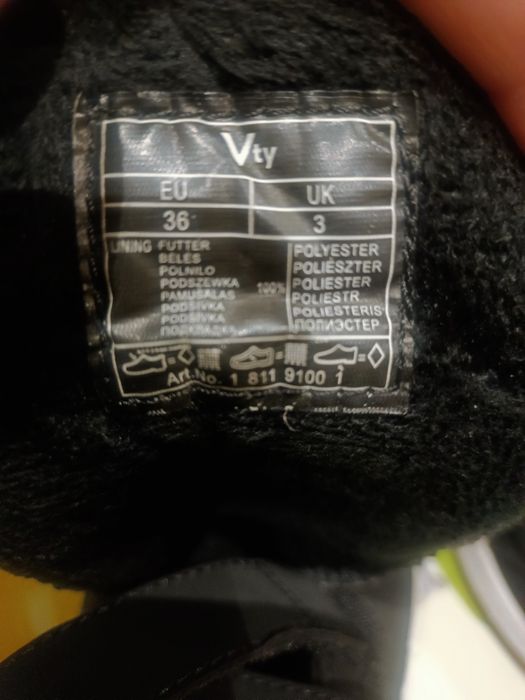 Vty
EU UK
36 3
LINING FUTTER POLYESTER
BÉLÉS POLIÉSZTER
POLNILO POLIESTER
PODSZEWKA 100% POLIESTR
PAMUŠALAS POLIESTERIS
PODŠÍVKA ПОЛИЭСТЕР
PODŠIVKA
Art.-No. 1 811 9100 1